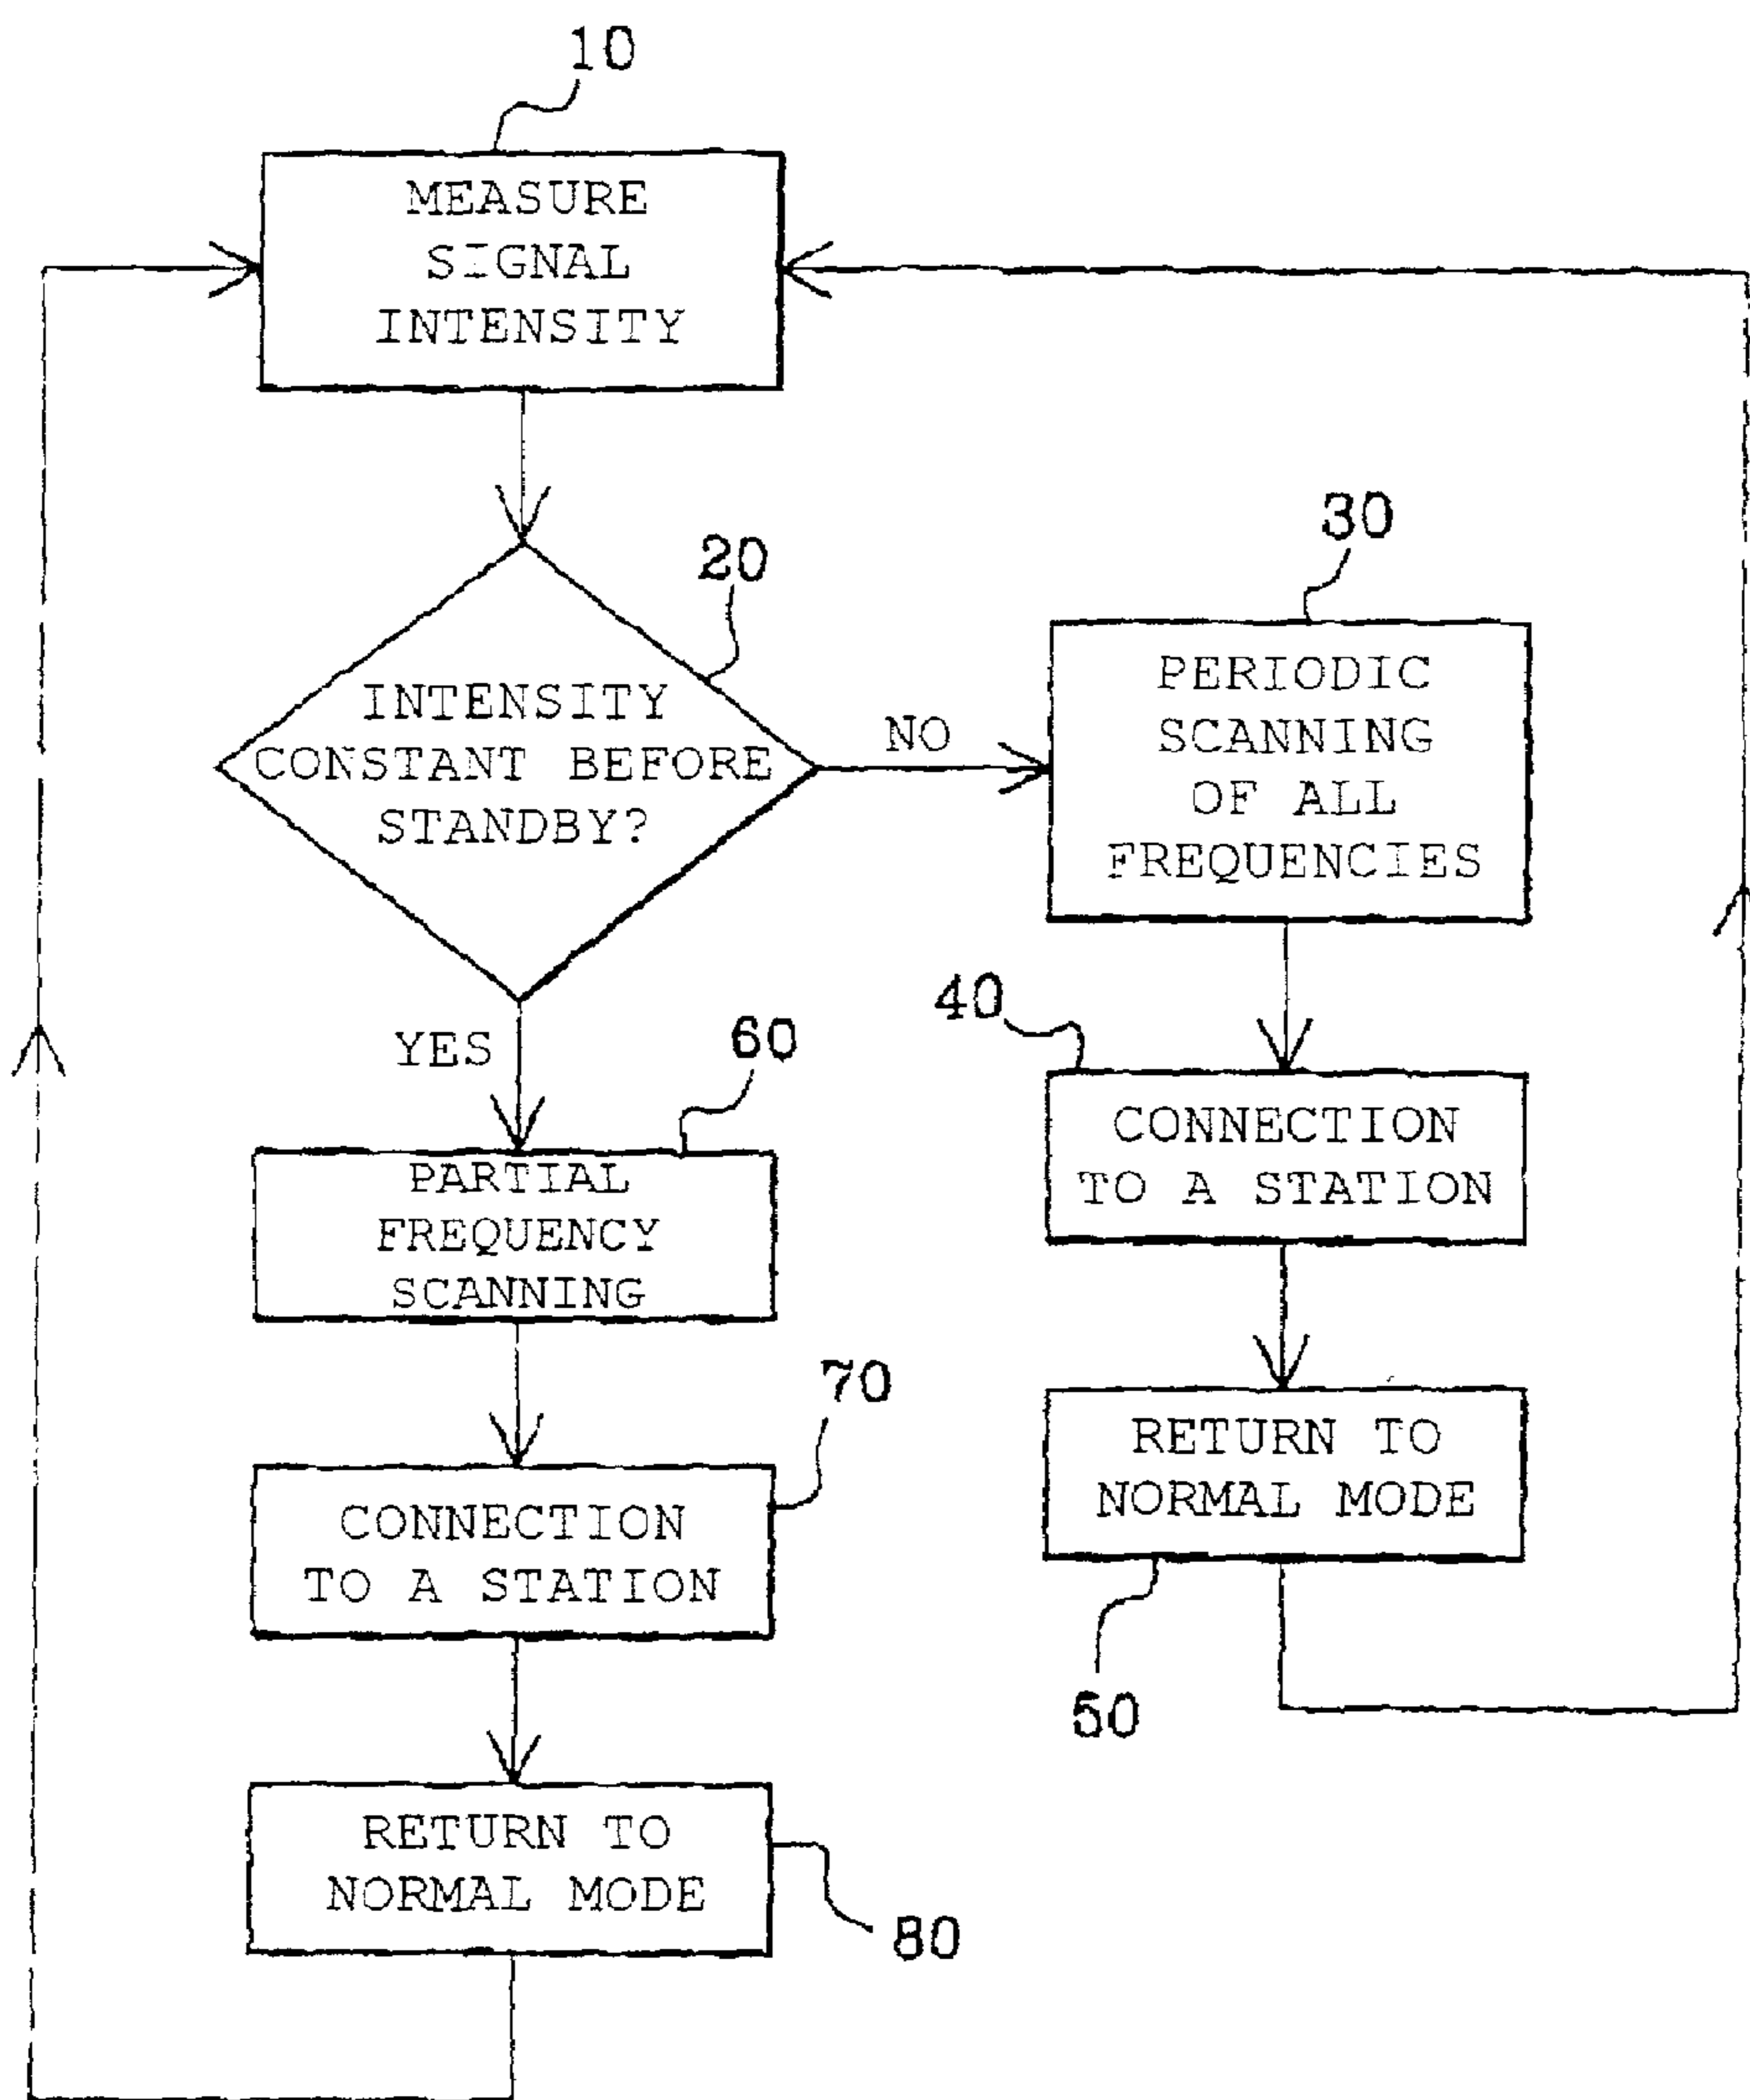 10
MEASURE
SIGNAL
INTENSITY
20
INTENSITY
CONSTANT BEFORE
STANDBY?
NO
YES
30
PERIODIC
SCANNING
OF ALL
FREQUENCIES
40
CONNECTION
TO A STATION
RETURN TO
NORMAL MODE
50
60
PARTIAL
FREQUENCY
SCANNING
70
CONNECTION
TO A STATION
RETURN TO
NORMAL MODE
80